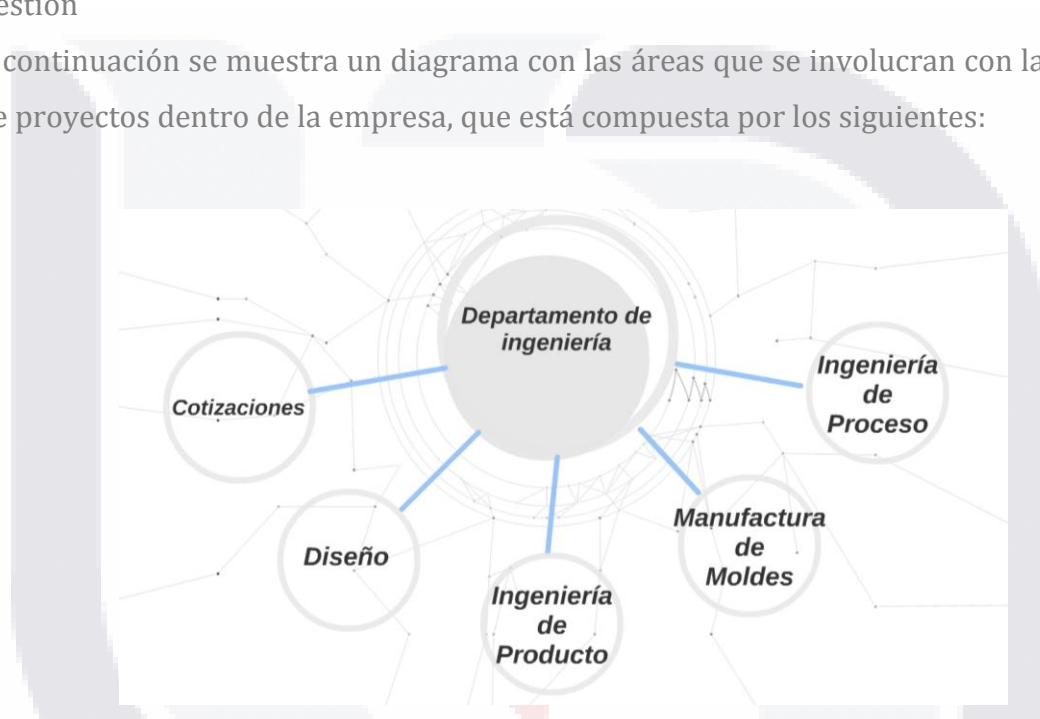 estión
continuación se muestra un diagrama con las áreas que se involucran con la
e proyectos dentro de la empresa, que está compuesta por los siguientes:
Departamento de
ingeniería
Cotizaciones
Diseño
Ingeniería
de
Producto
Manufactura
de
Moldes
Ingeniería
de
Proceso